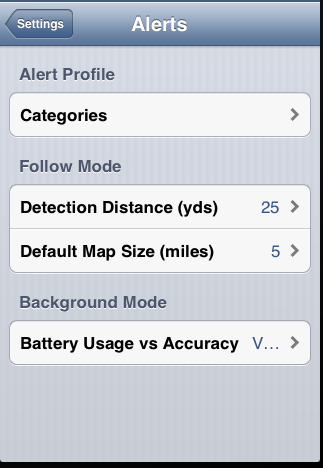 Settings
Alerts
Alert Profile
Categories
Follow Mode
Detection Distance (yds) 25
Default Map Size (miles) 5
Background Mode
Battery Usage vs Accuracy V...